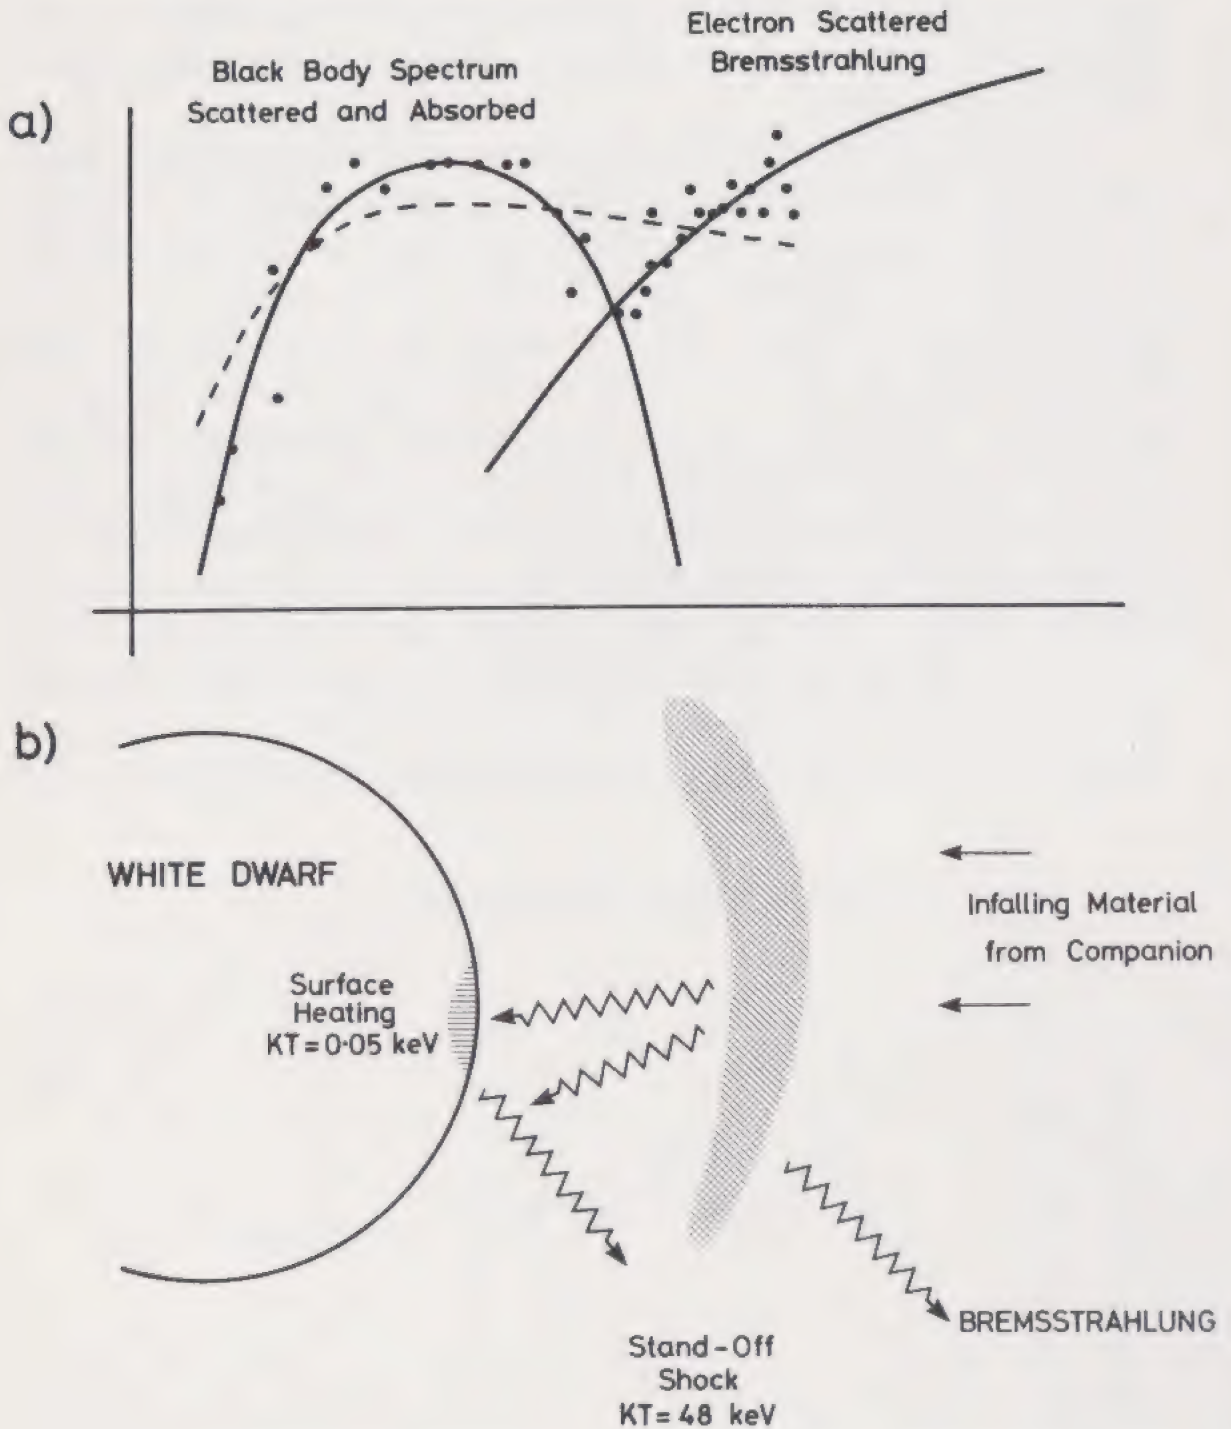 Electron Scattered
Bremsstrahlung
Black Body Spectrum
Scattered and Absorbed
a)
b)
WHITE DWARF
Infalling Material
from Companion
Surface
Heating
KT=0·05 keV
BREMSSTRAHLUNG
Stand-Off
Shock
KT=48 keV